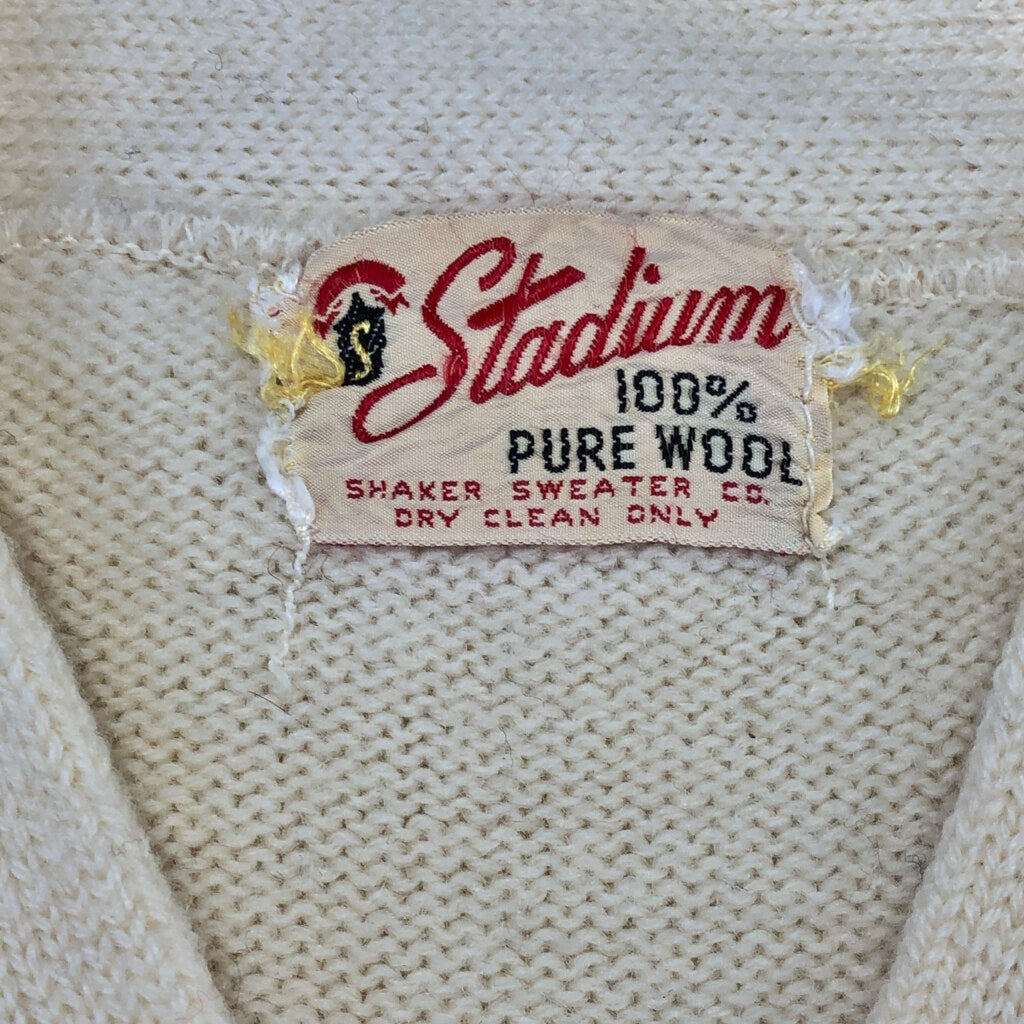 S
Stadium
100%
PURE WOOL
SHAKER SWEATER CO.
DRY CLEAN ONLY